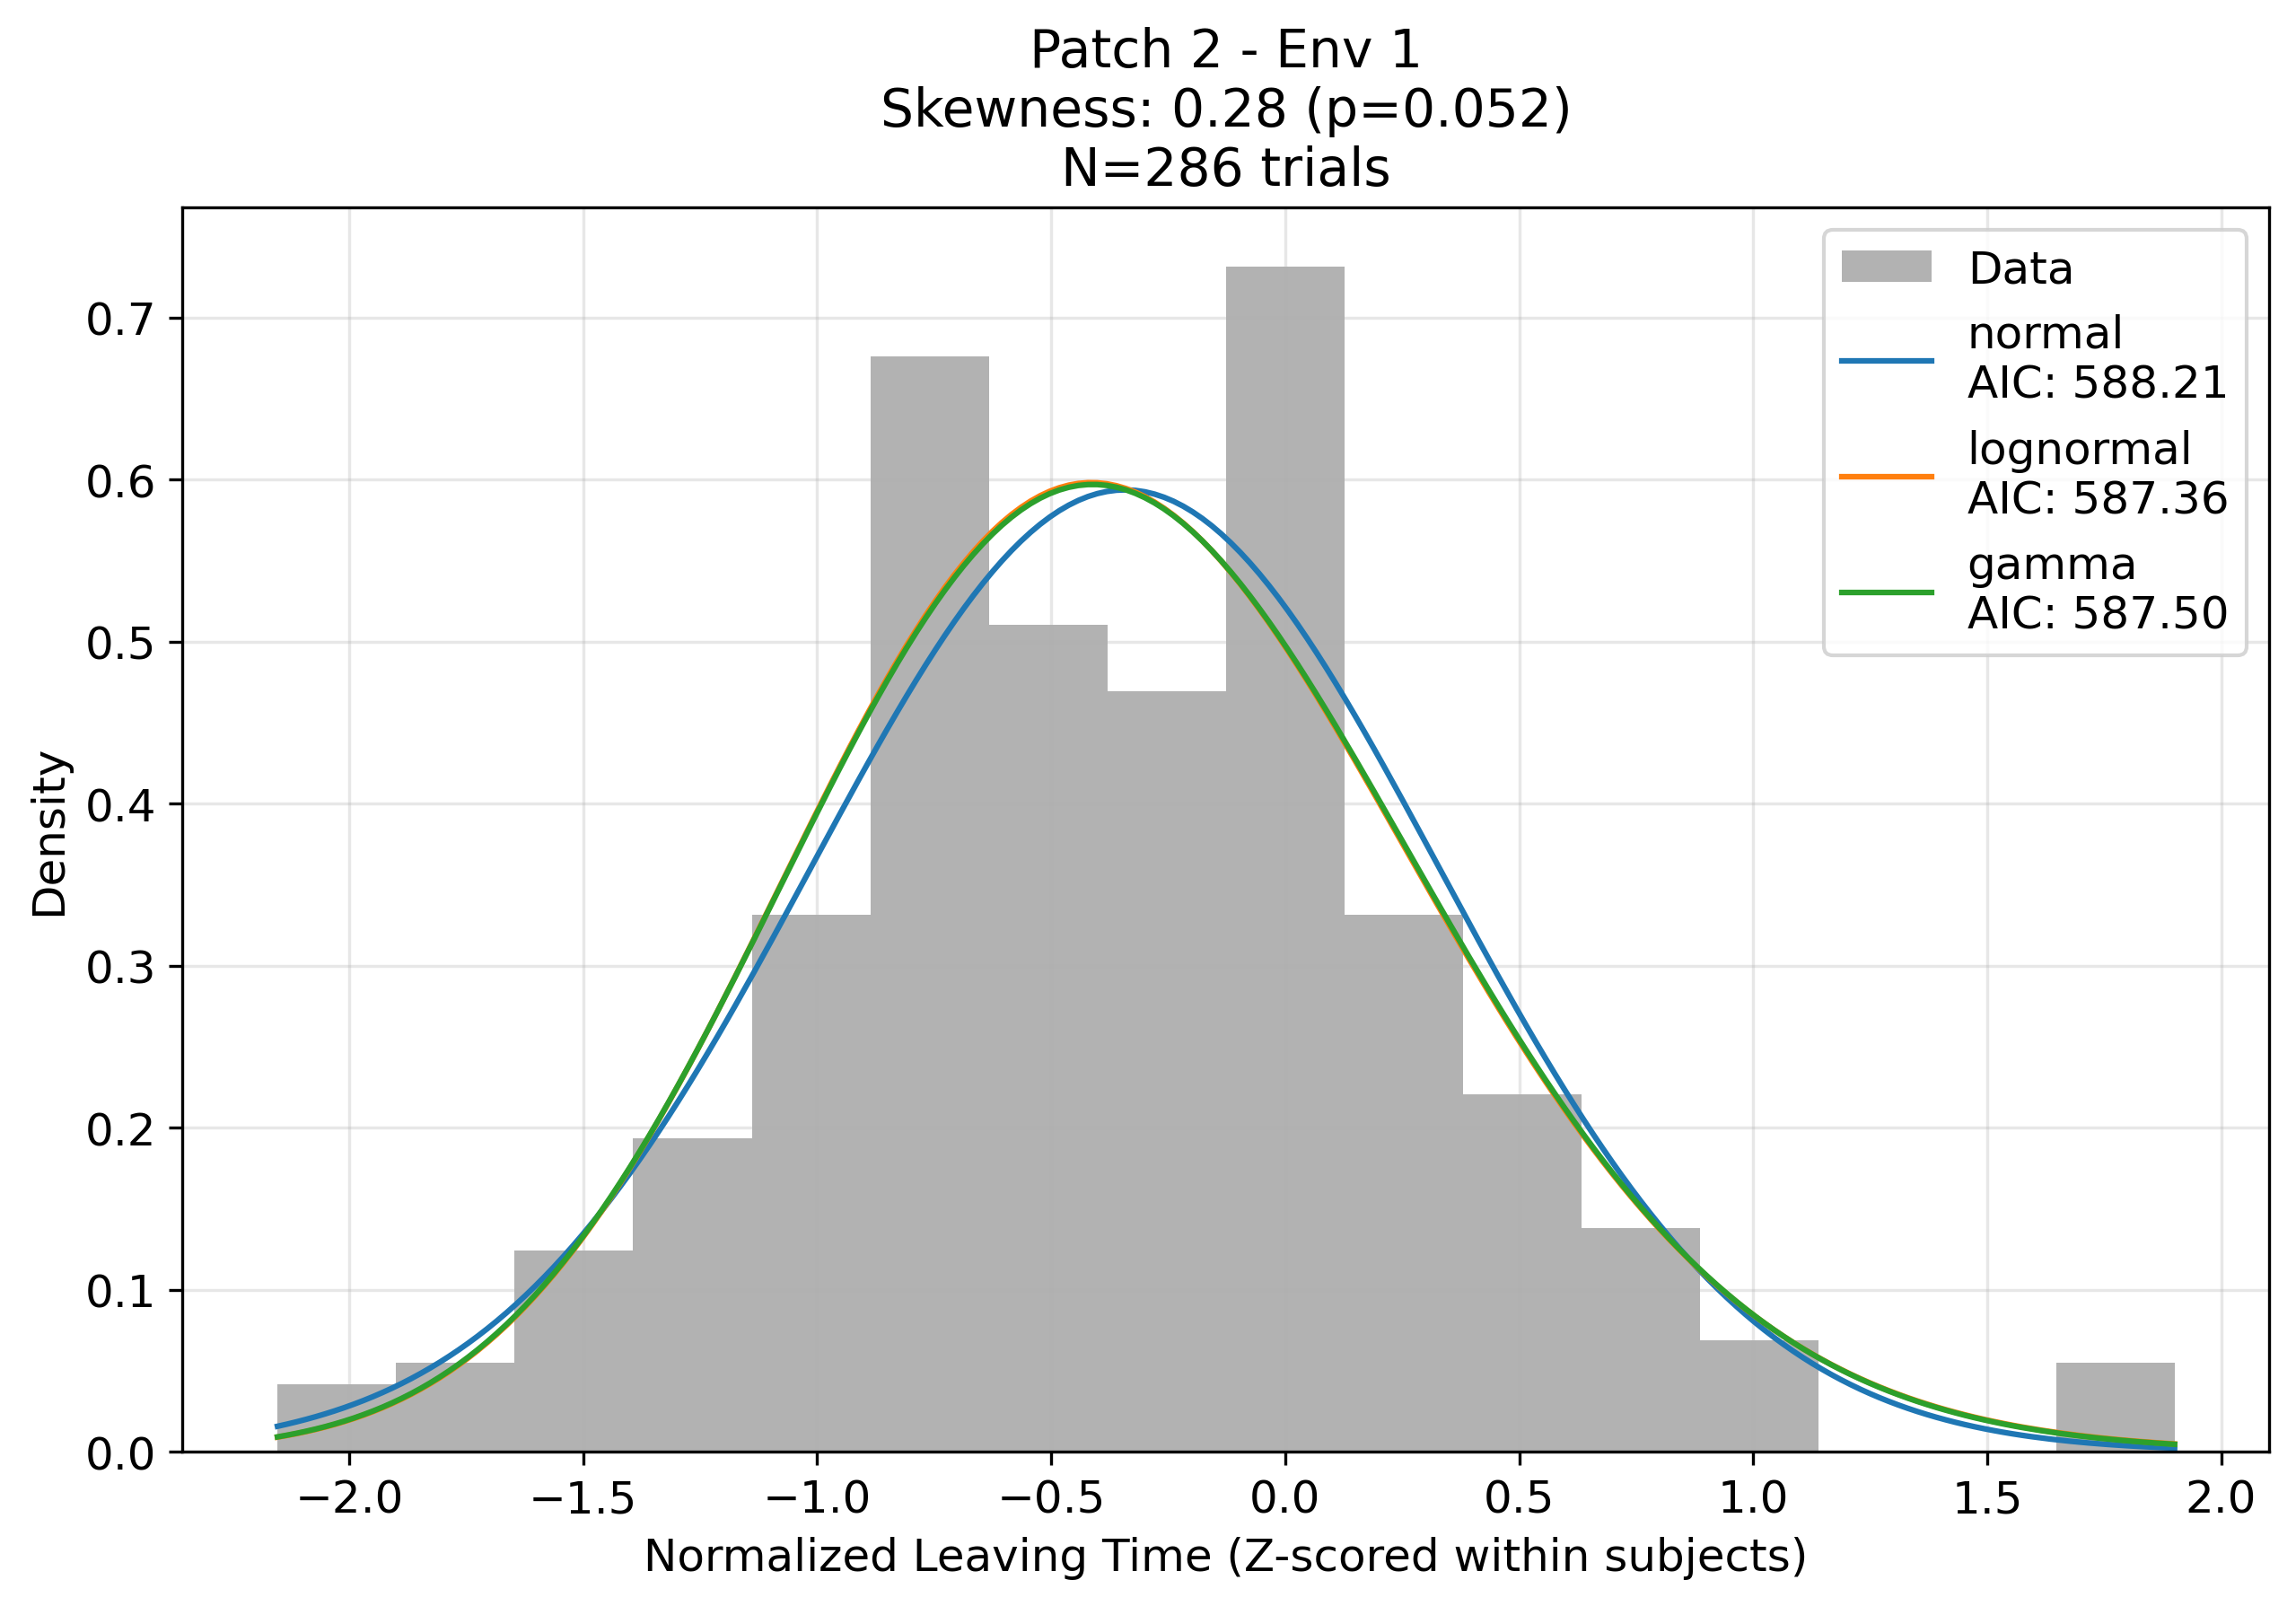 Patch 2 - Env 1
Skewness: 0.28 (p=0.052)
N=286 trials
Data
normal
AIC: 588.21
lognormal
AIC: 587.36
gamma
AIC: 587.50
Density
0.7
0.6
0.5
0.4
0.3
0.2
0.1
0.0
−2.0 −1.5 −1.0 −0.5 0.0 0.5 1.0 1.5 2.0
Normalized Leaving Time (Z-scored within subjects)